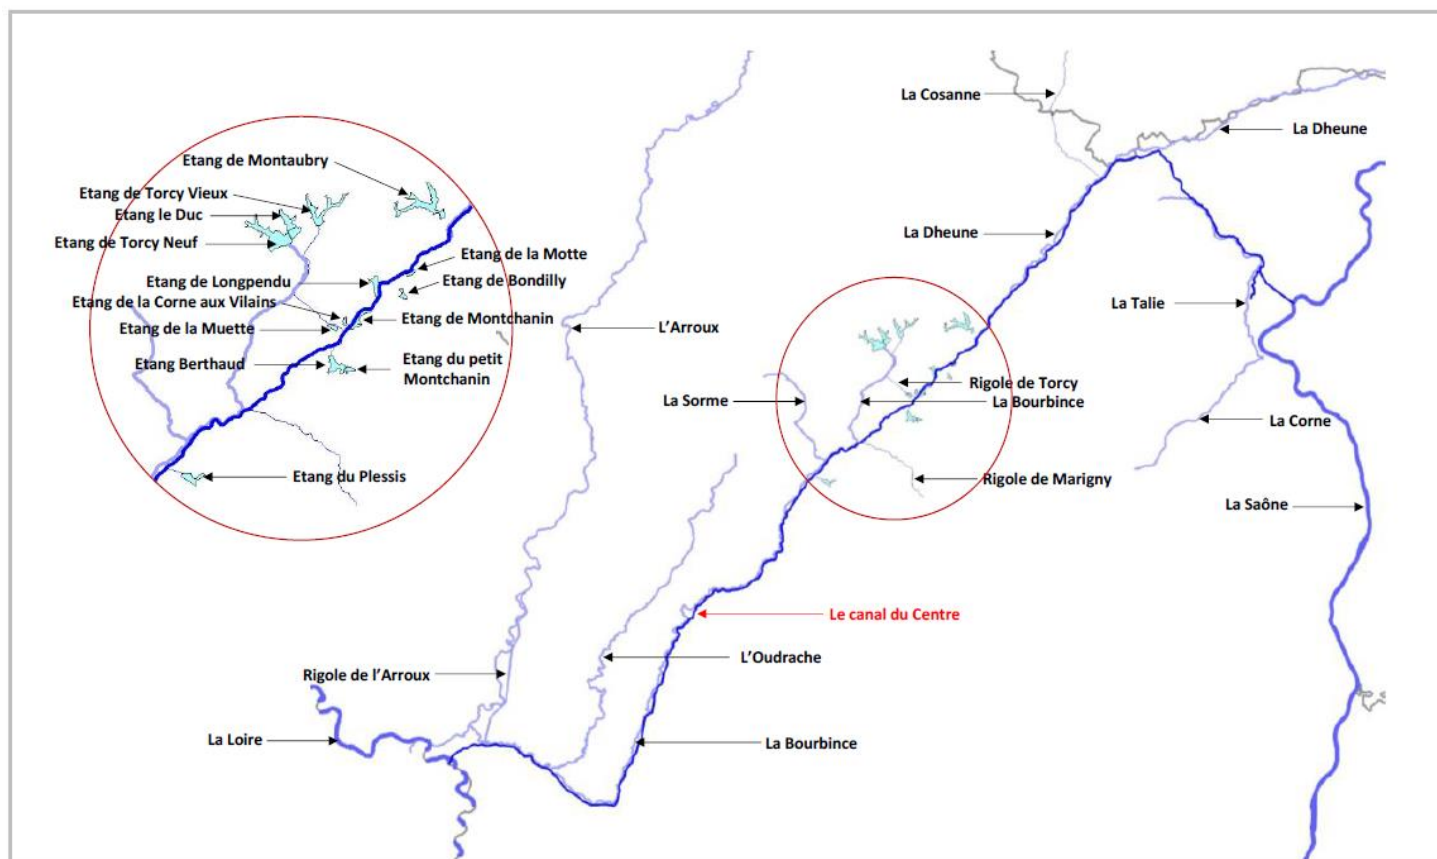 La Cosanne
La Dheune
Etang de Montaubry
Etang de Torcy Vieux
Etang le Duc
Etang de Torcy Neuf
La Dheune
Etang de la Motte
Etang de Longpendu
Etang de Bondilly
Etang de la Corne aux Vilains
La Talie
Etang de Montchanin
Etang de la Muette
L’Arroux
Etang Berthaud
Etang du petit
Montchanin
Rigole de Torcy
La Sorme
La Bourbince
La Corne
Etang du Plessis
Rigole de Marigny
La Saône
Le canal du Centre
L’Oudrache
Rigole de l’Arroux
La Loire
La Bourbince